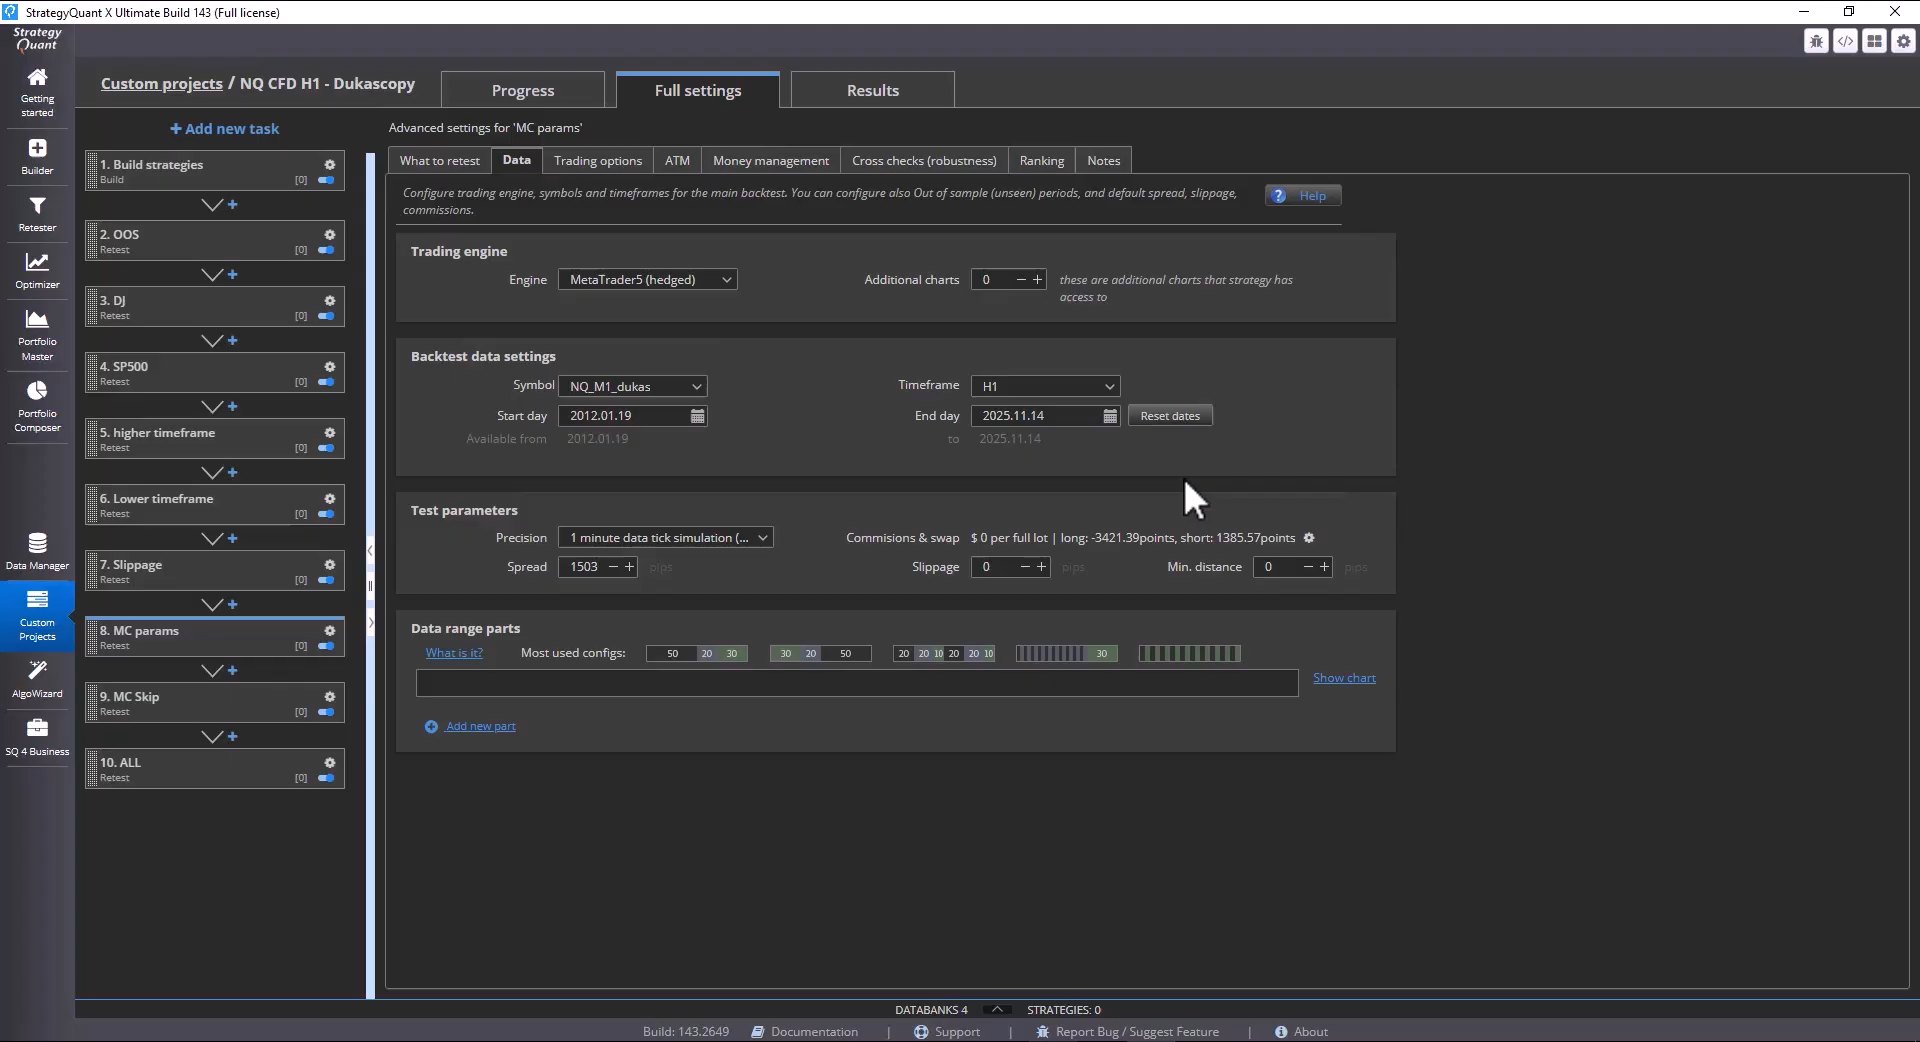 StrategyQuant X Ultimate Build 143 (Full license)
Strategy
Quant
Getting
started
Builder
Retester
Optimizer
Portfolio
Master
Portfolio
Composer
Data Manager
Custom
Projects
AlgoWizard
SQ 4 Business
Custom projects / NQ CFD H1 - Dukascopy
Progress
Full settings
Results
+ Add new task
1. Build strategies
Build [0]
2. OOS
Retest [0]
3. DJ
Retest [0]
4. SP500
Retest [0]
5. higher timeframe
Retest [0]
6. Lower timeframe
Retest [0]
7. Slippage
Retest [0]
8. MC params
Retest [0]
9. MC Skip
Retest [0]
10. ALL
Retest [0]
Advanced settings for 'MC params'
What to retest Data Trading options ATM Money management Cross checks (robustness) Ranking Notes
Configure trading engine, symbols and timeframes for the main backtest. You can configure also Out of sample (unseen) periods, and default spread, slippage,
commissions.
? Help
Trading engine
Engine MetaTrader5 (hedged) Additional charts 0 − + these are additional charts that strategy has
access to
Backtest data settings
Symbol NQ_M1_dukas Timeframe H1
Start day 2012.01.19 End day 2025.11.14 Reset dates
Available from 2012.01.19 to 2025.11.14
Test parameters
Precision 1 minute data tick simulation (... Commisions & swap $ 0 per full lot | long: -3421.39points, short: 1385.57points
Spread 1503 − + pips Slippage 0 − + pips Min. distance 0 − + pips
Data range parts
What is it? Most used configs: 50 20 30 30 20 50 20 20 10 20 20 10 30
Show chart
Add new part
DATABANKS 4 STRATEGIES: 0
Build: 143.2649 Documentation | Support | Report Bug / Suggest Feature | About